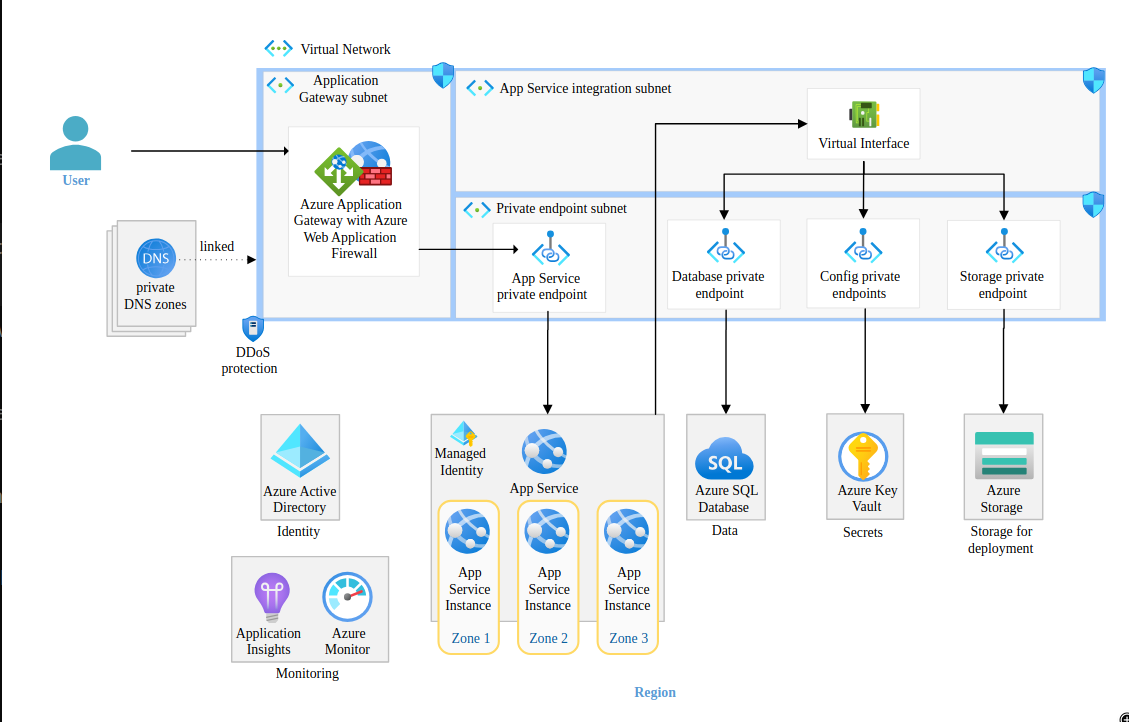 Virtual Network
Application
Gateway subnet
App Service integration subnet
Virtual Interface
User
Azure Application
Gateway with Azure
Web Application
Firewall
Private endpoint subnet
App Service
private endpoint
Database private
endpoint
Config private
endpoints
Storage private
endpoint
linked
DNS
private
DNS zones
DDoS
protection
Azure Active
Directory
Identity
Managed
Identity
App Service
App
Service
Instance
Zone 1
App
Service
Instance
Zone 2
App
Service
Instance
Zone 3
SQL
Azure SQL
Database
Data
Azure Key
Vault
Secrets
Azure
Storage
Storage for
deployment
Application
Insights
Azure
Monitor
Monitoring
Region